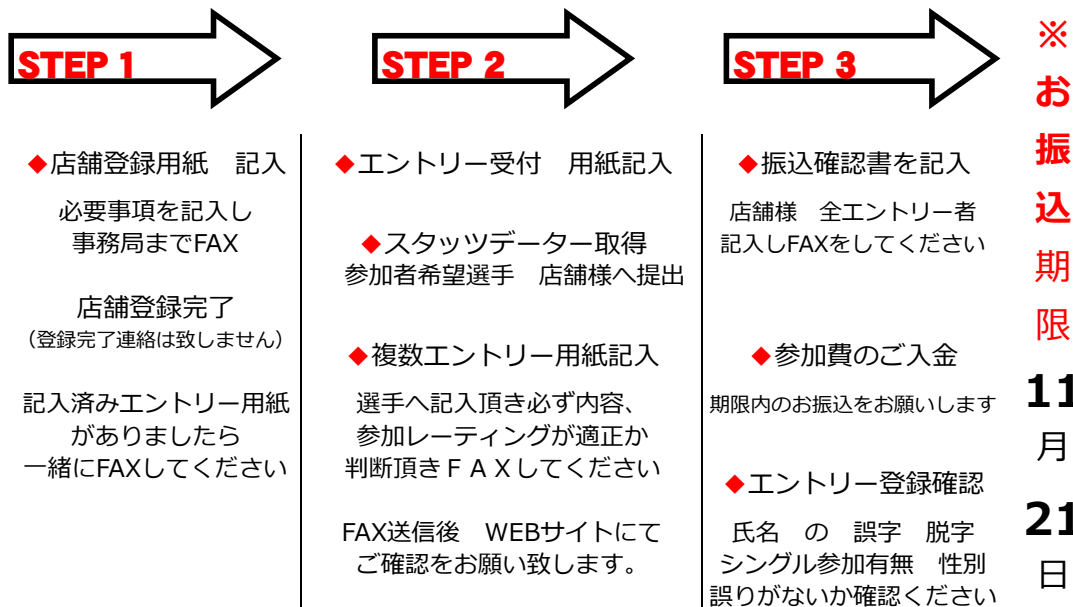 STEP 1
◆店舗登録用紙　記入
必要事項を記入し
事務局までFAX
店舗登録完了
（登録完了連絡は致しません）
記入済みエントリー用紙
がありましたら
一緒にFAXしてください
STEP 2
◆エントリー受付　用紙記入
◆スタッツデーター取得
参加者希望選手　店舗様へ提出
◆複数エントリー用紙記入
選手へ記入頂き必ず内容、
参加レーティングが適正か
判断頂きＦＡＸしてください
FAX送信後　WEBサイトにて
ご確認をお願い致します。
STEP 3
◆振込確認書を記入
店舗様　全エントリー者
記入しFAXをしてください
◆参加費のご入金
期限内のお振込をお願いします
◆エントリー登録確認
氏名　の　誤字　脱字
シングル参加有無　性別
誤りがないか確認ください
※お振込期限11月21日